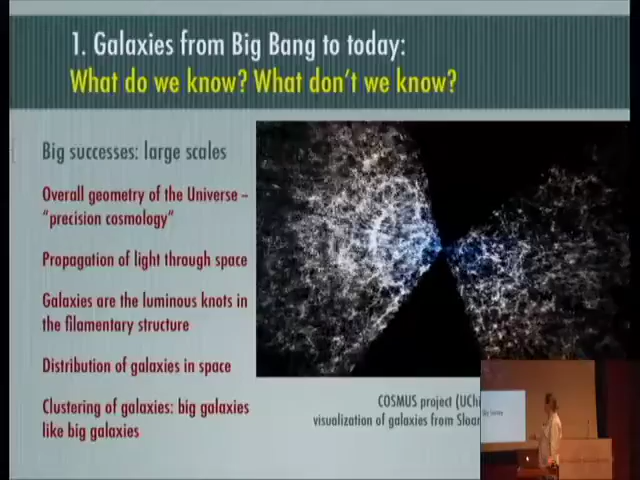 1. Galaxies from Big Bang to today:
What do we know? What don't we know?
Big successes: large scales
Overall geometry of the Universe –
"precision cosmology"
Propagation of light through space
Galaxies are the luminous knots in
the filamentary structure
Distribution of galaxies in space
Clustering of galaxies: big galaxies
like big galaxies
COSMUS project (UChi
visualization of galaxies from Sloan